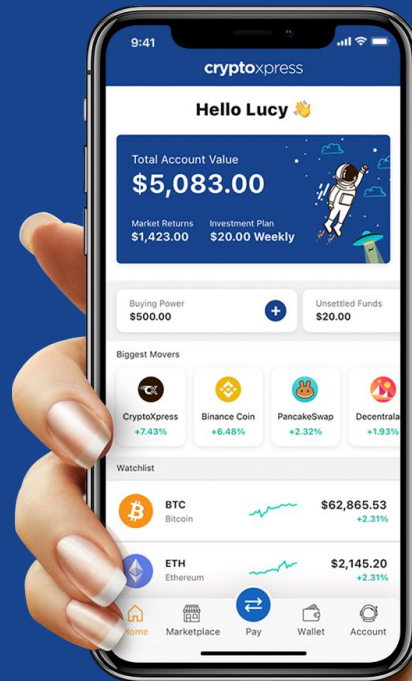 9:41
cryptoxpress
Hello Lucy 👋
Total Account Value
$5,083.00
Market Returns Investment Plan
$1,423.00 $20.00 Weekly
Buying Power Unsettled Funds
$500.00 $20.00
Biggest Movers
CryptoXpress Binance Coin PancakeSwap Decentrala
+7.43% +6.48% +2.32% +1.93%
Watchlist
BTC $62,865.53
Bitcoin +2.31%
ETH $2,145.20
Ethereum +2.31%
Home Marketplace Pay Wallet Account